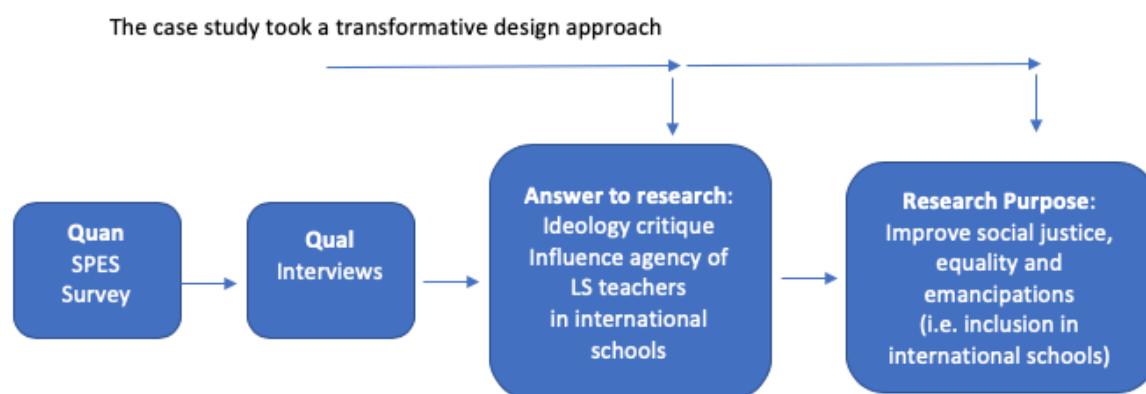 The case study took a transformative design approach
Quan
SPES
Survey
Qual
Interviews
Answer to research:
Ideology critique
Influence agency of
LS teachers
in international
schools
Research Purpose:
Improve social justice,
equality and
emancipations
(i.e. inclusion in
international schools)